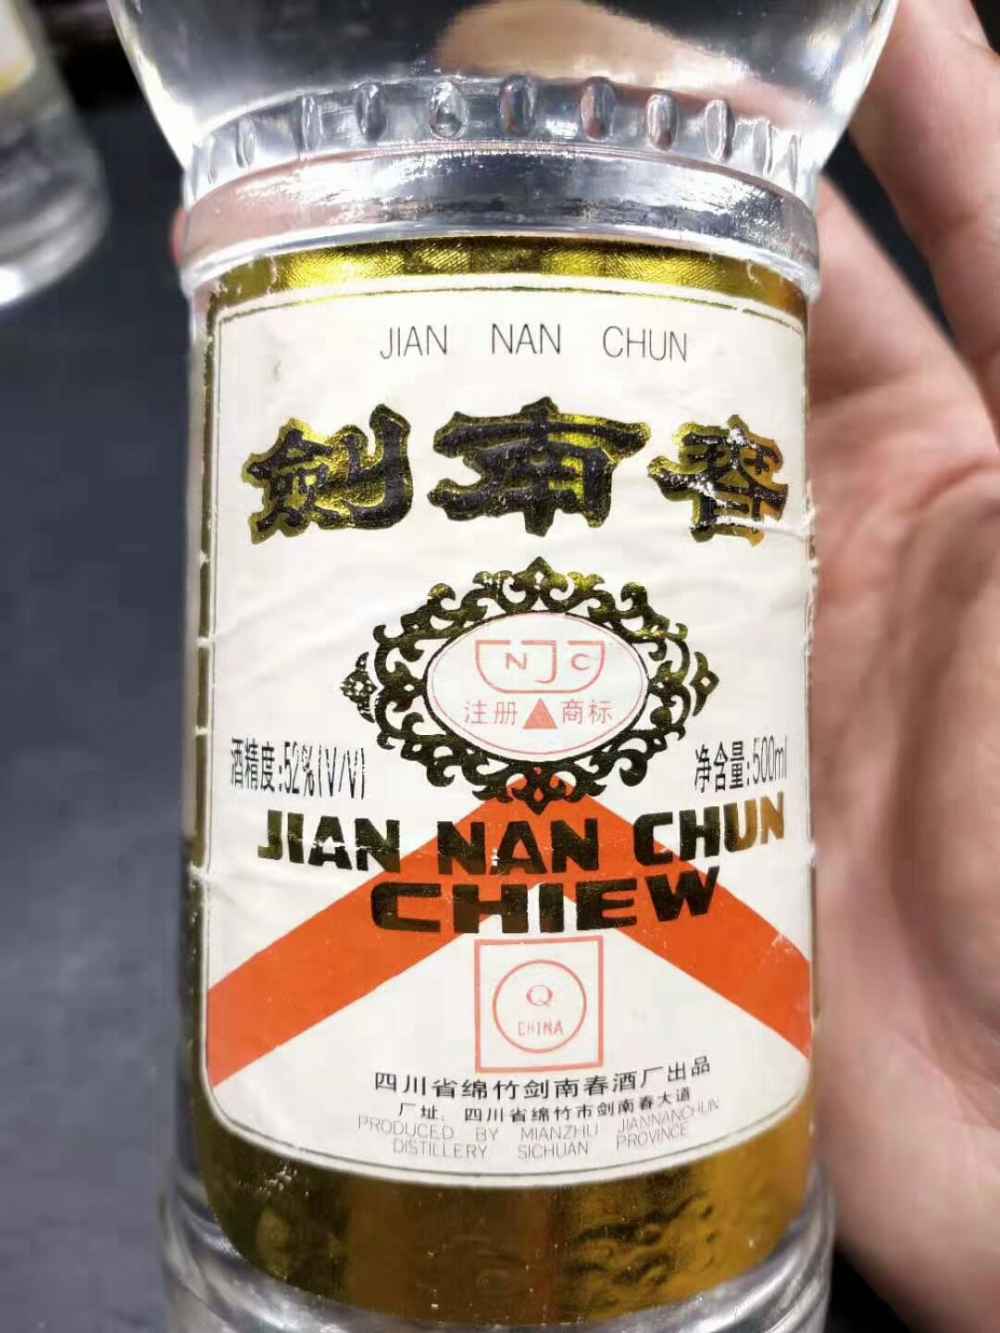 JIAN NAN CHUN
劍南春
NJC
注册 商标
酒精度:52%(V/V)
净含量:500ml
JIAN NAN CHUN
CHIEW
Q
CHINA
四川省绵竹剑南春酒厂出品
厂址: 四川省绵竹市剑南春大道
PRODUCED BY MIANZHU JIANNANCHUN
DISTILLERY SICHUAN PROVINCE